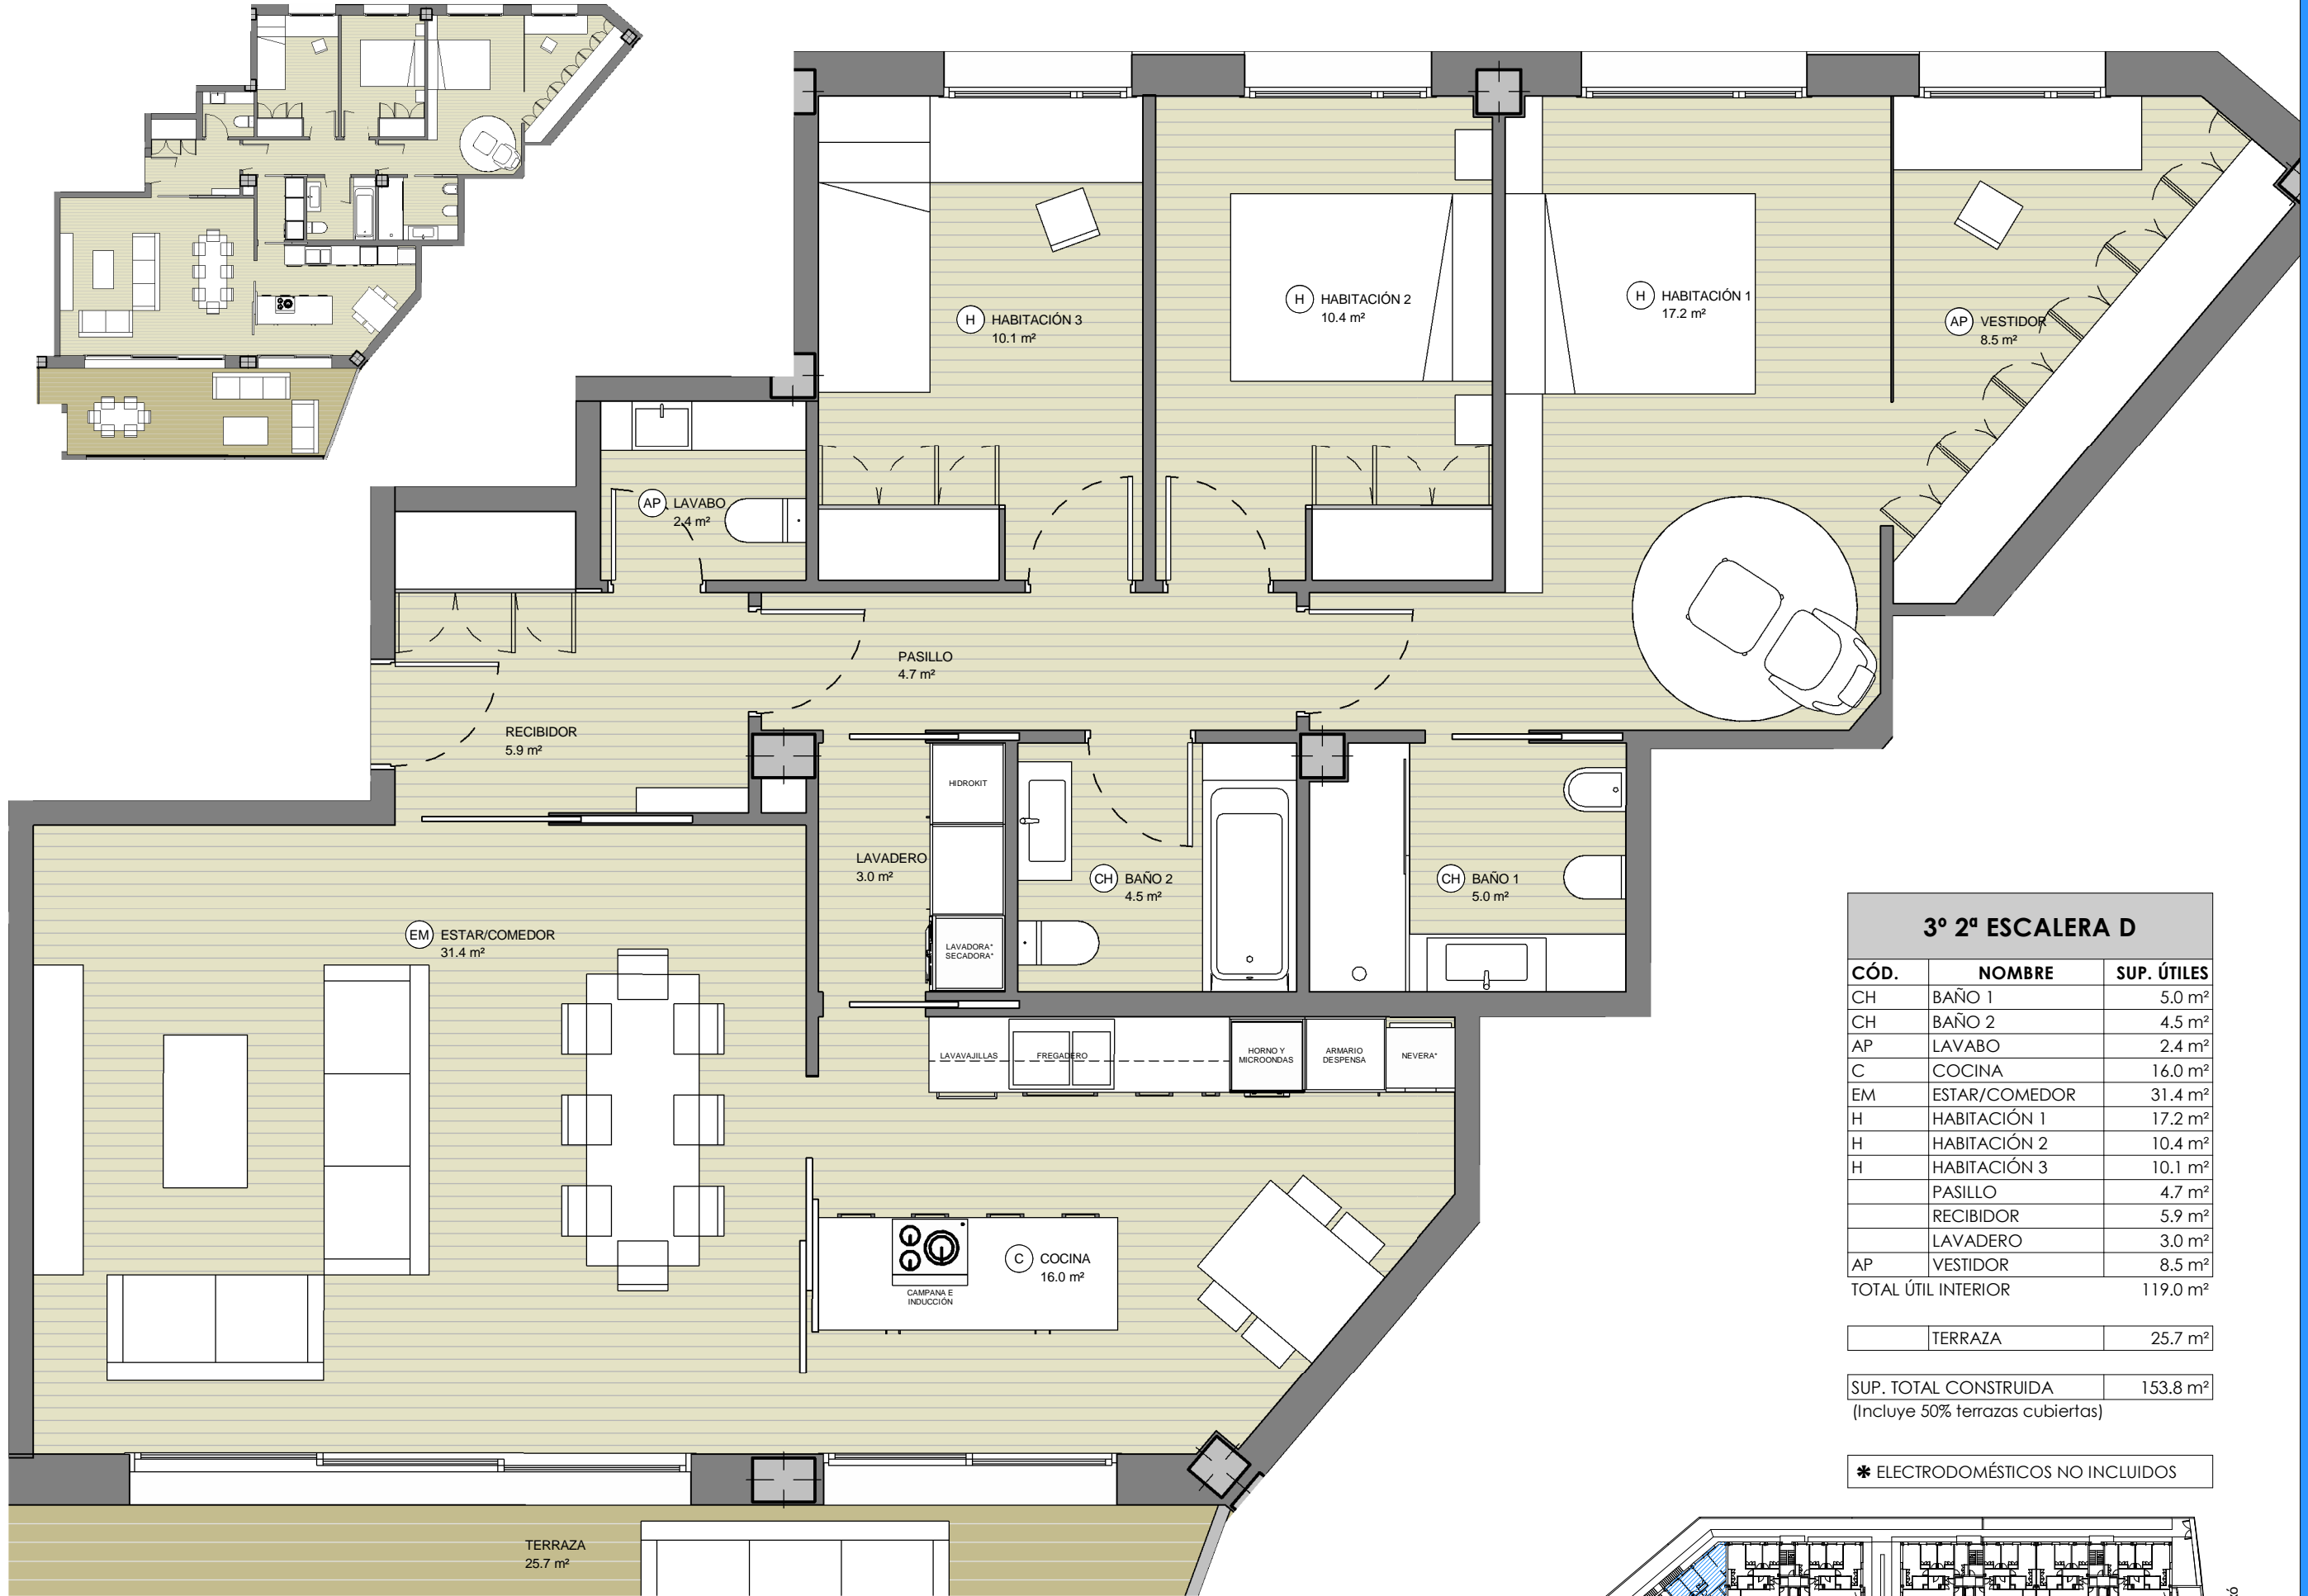 H HABITACIÓN 3
10.1 m²
H HABITACIÓN 2
10.4 m²
H HABITACIÓN 1
17.2 m²
AP VESTIDOR
8.5 m²
AP LAVABO
2.4 m²
PASILLO
4.7 m²
RECIBIDOR
5.9 m²
HIDROKIT
LAVADERO
3.0 m²
CH BAÑO 2
4.5 m²
CH BAÑO 1
5.0 m²
EM ESTAR/COMEDOR
31.4 m²
LAVADORA*
SECADORA*
LAVAVAJILLAS
FREGADERO
HORNO Y
MICROONDAS
ARMARIO
DESPENSA
NEVERA*
C COCINA
16.0 m²
CAMPANA E
INDUCCIÓN
TERRAZA
25.7 m²
3º 2ª ESCALERA D
CÓD. NOMBRE SUP. ÚTILES
CH BAÑO 1 5.0 m²
CH BAÑO 2 4.5 m²
AP LAVABO 2.4 m²
C COCINA 16.0 m²
EM ESTAR/COMEDOR 31.4 m²
H HABITACIÓN 1 17.2 m²
H HABITACIÓN 2 10.4 m²
H HABITACIÓN 3 10.1 m²
PASILLO 4.7 m²
RECIBIDOR 5.9 m²
LAVADERO 3.0 m²
AP VESTIDOR 8.5 m²
TOTAL ÚTIL INTERIOR 119.0 m²
TERRAZA 25.7 m²
SUP. TOTAL CONSTRUIDA 153.8 m²
(Incluye 50% terrazas cubiertas)
✱ ELECTRODOMÉSTICOS NO INCLUIDOS